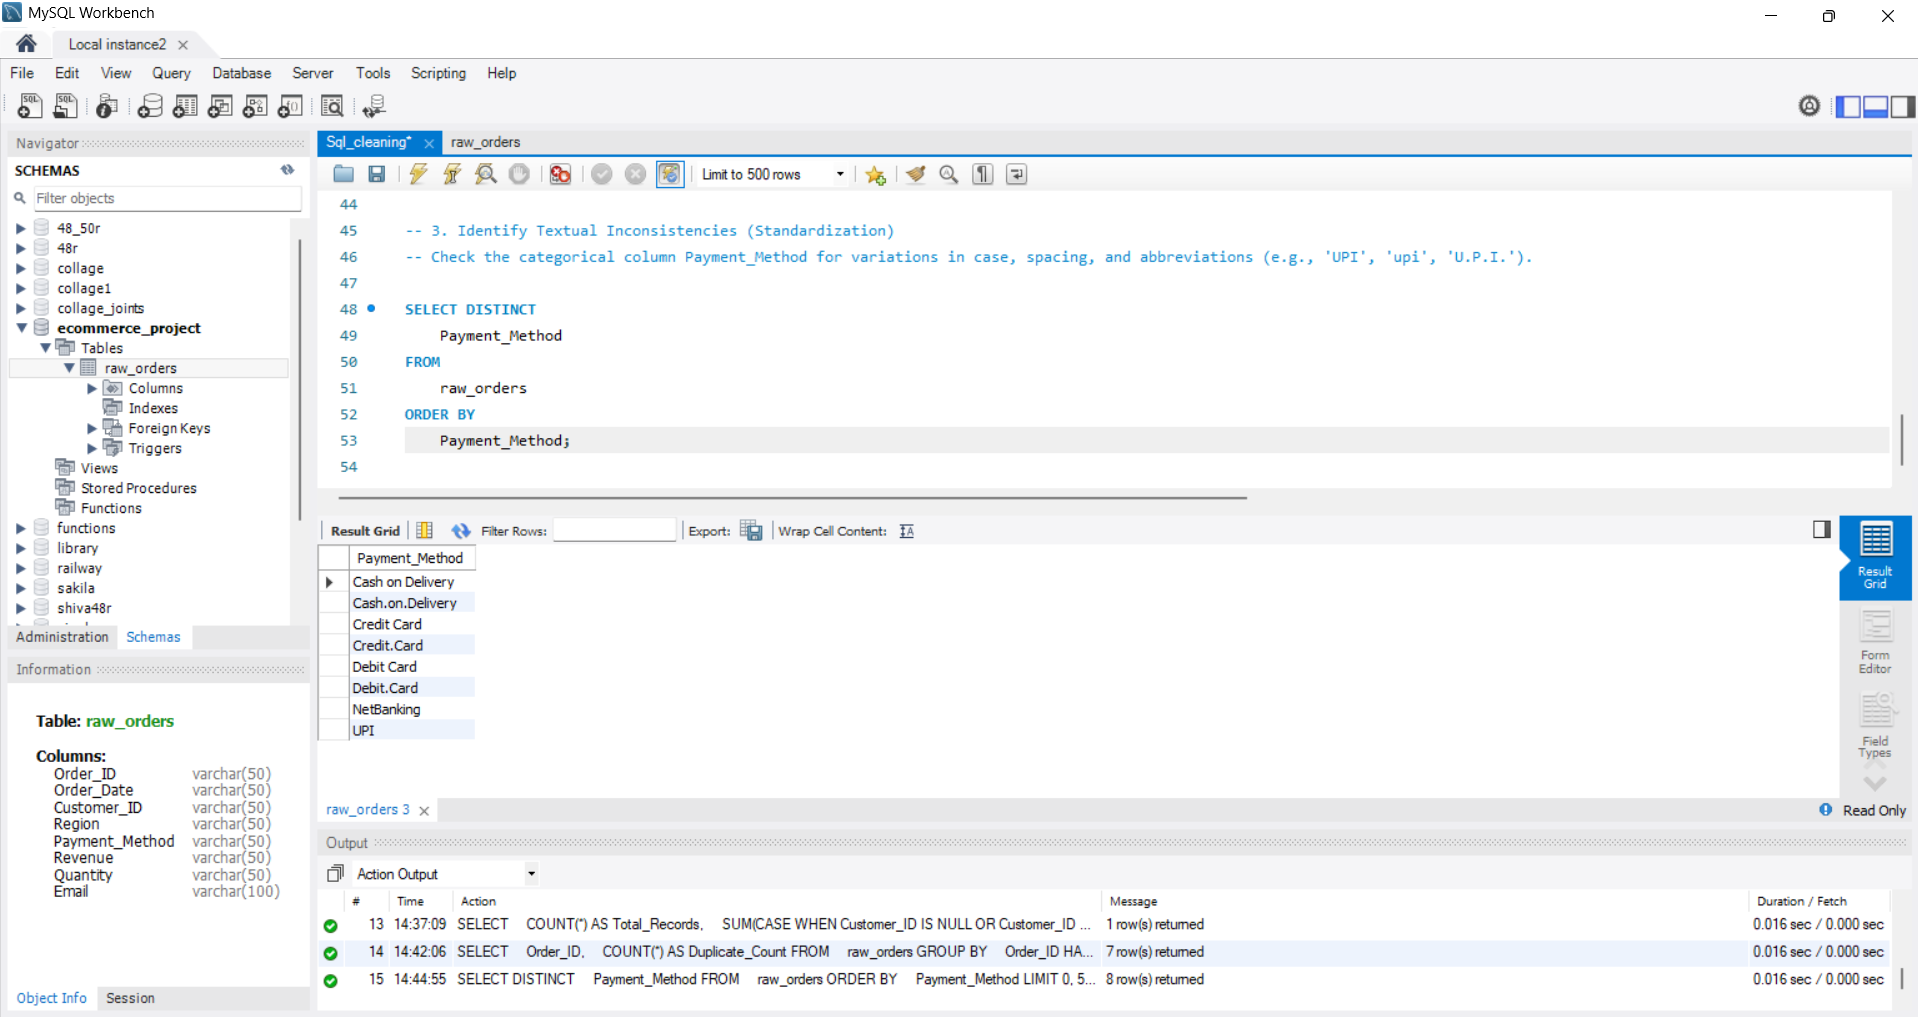 MySQL Workbench
Local instance2
File Edit View Query Database Server Tools Scripting Help
Navigator
SCHEMAS
Filter objects
48_50r
48r
collage
collage1
collage_joints
ecommerce_project
Tables
raw_orders
Columns
Indexes
Foreign Keys
Triggers
Views
Stored Procedures
Functions
functions
library
railway
sakila
shiva48r
Administration Schemas
Information
Table: raw_orders
Columns:
Order_ID varchar(50)
Order_Date varchar(50)
Customer_ID varchar(50)
Region varchar(50)
Payment_Method varchar(50)
Revenue varchar(50)
Quantity varchar(50)
Email varchar(100)
Object Info Session
Sql_cleaning* raw_orders
Limit to 500 rows
44
45 -- 3. Identify Textual Inconsistencies (Standardization)
46 -- Check the categorical column Payment_Method for variations in case, spacing, and abbreviations (e.g., 'UPI', 'upi', 'U.P.I.').
47
48 SELECT DISTINCT
49 Payment_Method
50 FROM
51 raw_orders
52 ORDER BY
53 Payment_Method;
54
Result Grid Filter Rows: Export: Wrap Cell Content:
Payment_Method
Cash on Delivery
Cash.on.Delivery
Credit Card
Credit.Card
Debit Card
Debit.Card
NetBanking
UPI
Result
Grid
Form
Editor
Field
Types
raw_orders 3
Read Only
Output
Action Output
# Time Action Message Duration / Fetch
13 14:37:09 SELECT COUNT(*) AS Total_Records, SUM(CASE WHEN Customer_ID IS NULL OR Customer_ID ... 1 row(s) returned 0.016 sec / 0.000 sec
14 14:42:06 SELECT Order_ID, COUNT(*) AS Duplicate_Count FROM raw_orders GROUP BY Order_ID HA... 7 row(s) returned 0.016 sec / 0.000 sec
15 14:44:55 SELECT DISTINCT Payment_Method FROM raw_orders ORDER BY Payment_Method LIMIT 0, 5... 8 row(s) returned 0.016 sec / 0.000 sec